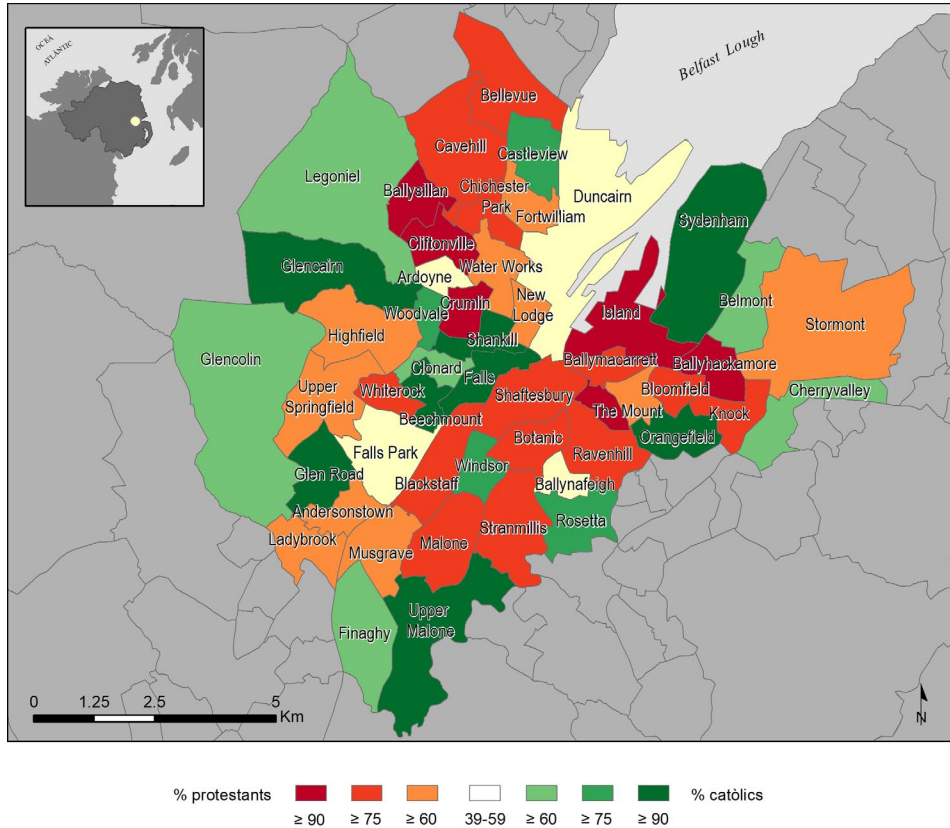 OCEÀ
ATLÀNTIC
Belfast Lough
Bellevue
Cavehill
Castleview
Legoniel
Ballysillan
Chichester
Park
Fortwilliam
Duncairn
Sydenham
Cliftonville
Glencairn
Ardoyne
Water Works
Crumlin
New
Lodge
Woodvale
Shankill
Island
Belmont
Stormont
Highfield
Glencolin
Clonard
Falls
Ballymacarrett
Ballyhackamore
Upper
Springfield
Whiterock
Shaftesbury
Bloomfield
Cherryvalley
Beechmount
The Mount
Knock
Orangefield
Falls Park
Botanic
Ravenhill
Windsor
Glen Road
Blackstaff
Ballynafeigh
Andersonstown
Stranmillis
Rosetta
Ladybrook
Musgrave
Malone
Upper
Malone
Finaghy
0 1.25 2.5 5
Km
N
% protestants % catòlics
≥ 90 ≥ 75 ≥ 60 39-59 ≥ 60 ≥ 75 ≥ 90